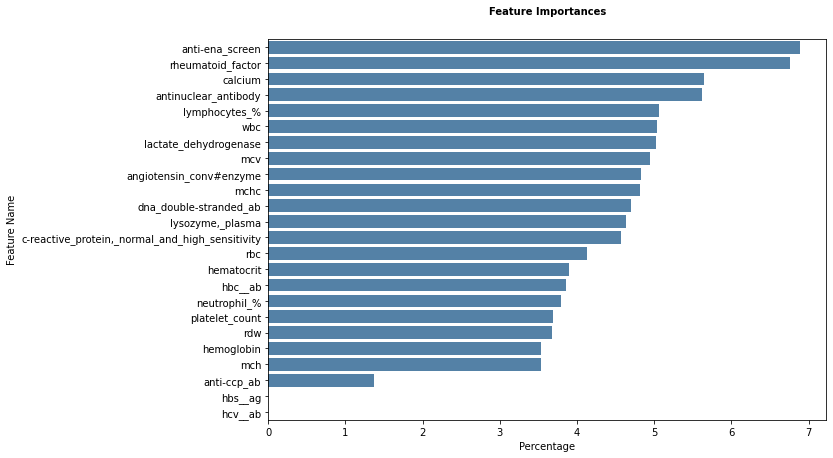 Feature Importances
anti-ena_screen
rheumatoid_factor
calcium
antinuclear_antibody
lymphocytes_%
wbc
lactate_dehydrogenase
mcv
angiotensin_conv#enzyme
mchc
dna_double-stranded_ab
lysozyme,_plasma
c-reactive_protein,_normal_and_high_sensitivity
rbc
hematocrit
hbc__ab
neutrophil_%
platelet_count
rdw
hemoglobin
mch
anti-ccp_ab
hbs__ag
hcv__ab
Feature Name
0 1 2 3 4 5 6 7
Percentage